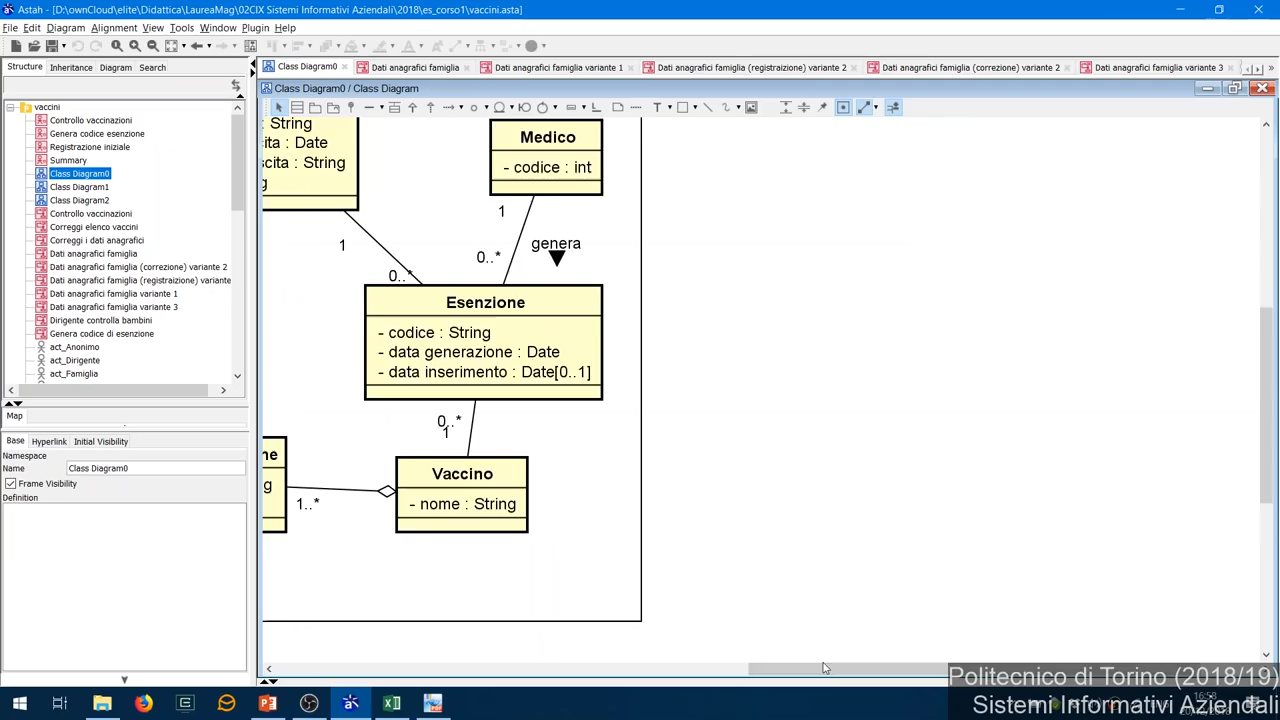 Astah - [D:\ownCloud\elite\Didattica\LaureaMag\02CIX Sistemi Informativi Aziendali\2018\es_corso1\vaccini.asta]
File Edit Diagram Alignment View Tools Window Plugin Help
Structure Inheritance Diagram Search
Class Diagram0 Dati anagrafici famiglia Dati anagrafici famiglia variante 1 Dati anagrafici famiglia (registraizione) variante 2 Dati anagrafici famiglia (correzione) variante 2 Dati anagrafici famiglia variante 3
Class Diagram0 / Class Diagram
vaccini
Controllo vaccinazioni
Genera codice esenzione
Registrazione iniziale
Summary
Class Diagram0
Class Diagram1
Class Diagram2
Controllo vaccinazioni
Correggi elenco vaccini
Correggi i dati anagrafici
Dati anagrafici famiglia
Dati anagrafici famiglia (correzione) variante 2
Dati anagrafici famiglia (registraizione) variante
Dati anagrafici famiglia variante 1
Dati anagrafici famiglia variante 3
Dirigente controlla bambini
Genera codice di esenzione
act_Anonimo
act_Dirigente
act_Famiglia
Map
Base Hyperlink Initial Visibility
Namespace
Name Class Diagram0
Frame Visibility
Definition
: String
ita : Date
scita : String
g
Medico
- codice : int
1
1
0..*
genera
0..*
Esenzione
- codice : String
- data generazione : Date
- data inserimento : Date[0..1]
0..*
1
ne
g
1..*
Vaccino
- nome : String
Politecnico di Torino (2018/19)
Sistemi Informativi Aziendali
16:58